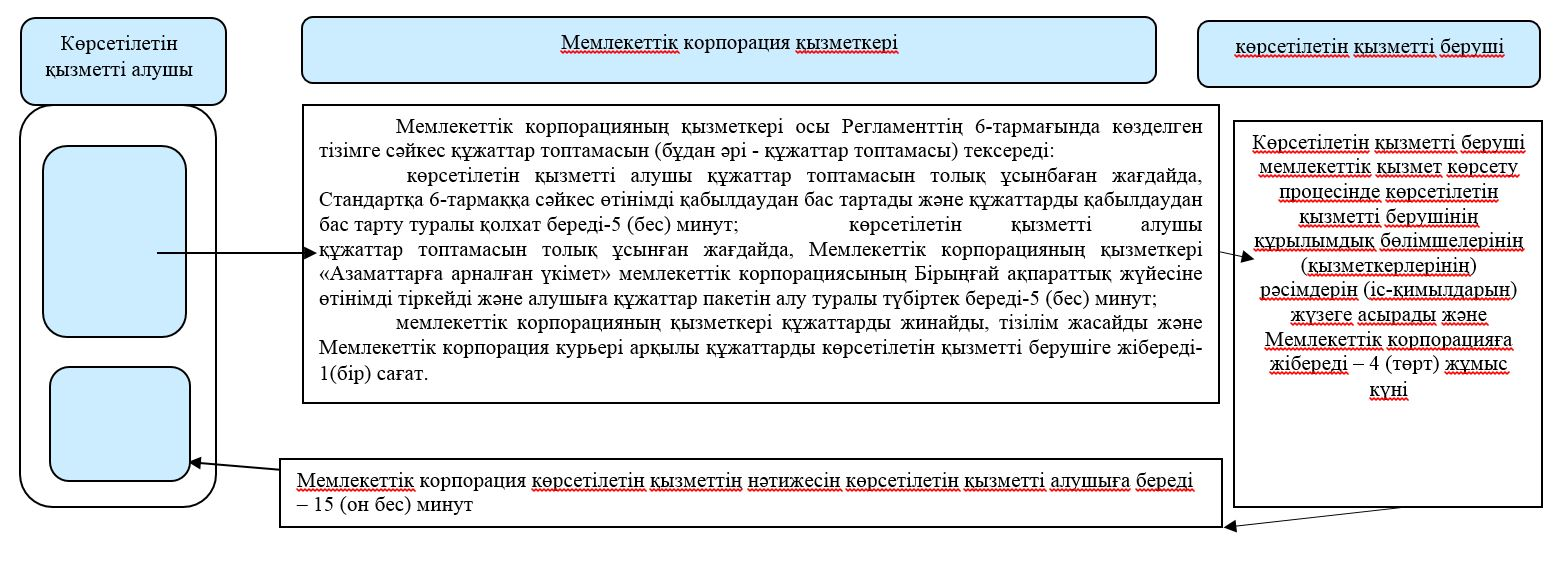 Көрсетілетін
қызметті алушы
Мемлекеттік корпорация қызметкері
көрсетілетін қызметті беруші
Мемлекеттік корпорацияның қызметкері осы Регламенттің 6-тармағында көзделген
тізімге сәйкес құжаттар топтамасын (бұдан әрі - құжаттар топтамасы) тексереді:
көрсетілетін қызметті алушы құжаттар топтамасын толық ұсынбаған жағдайда,
Стандартқа 6-тармаққа сәйкес өтінімді қабылдаудан бас тартады және құжаттарды қабылдаудан
бас тарту туралы қолхат береді-5 (бес) минут; көрсетілетін қызметті алушы
құжаттар топтамасын толық ұсынған жағдайда, Мемлекеттік корпорацияның қызметкері
«Азаматтарға арналған үкімет» мемлекеттік корпорациясының Бірыңғай ақпараттық жүйесіне
өтінімді тіркейді және алушыға құжаттар пакетін алу туралы түбіртек береді-5 (бес) минут;
мемлекеттік корпорацияның қызметкері құжаттарды жинайды, тізілім жасайды және
Мемлекеттік корпорация курьері арқылы құжаттарды көрсетілетін қызметті берушіге жібереді-
1(бір) сағат.
Көрсетілетін қызметті беруші
мемлекеттік қызмет көрсету
процесінде көрсетілетін
қызметті берушінің
құрылымдық бөлімшелерінің
(қызметкерлерінің)
рәсімдерін (іс-қимылдарын)
жүзеге асырады және
Мемлекеттік корпорацияға
жібереді – 4 (төрт) жұмыс
күні
Мемлекеттік корпорация көрсетілетін қызметтің нәтижесін көрсетілетін қызметті алушыға береді
– 15 (он бес) минут